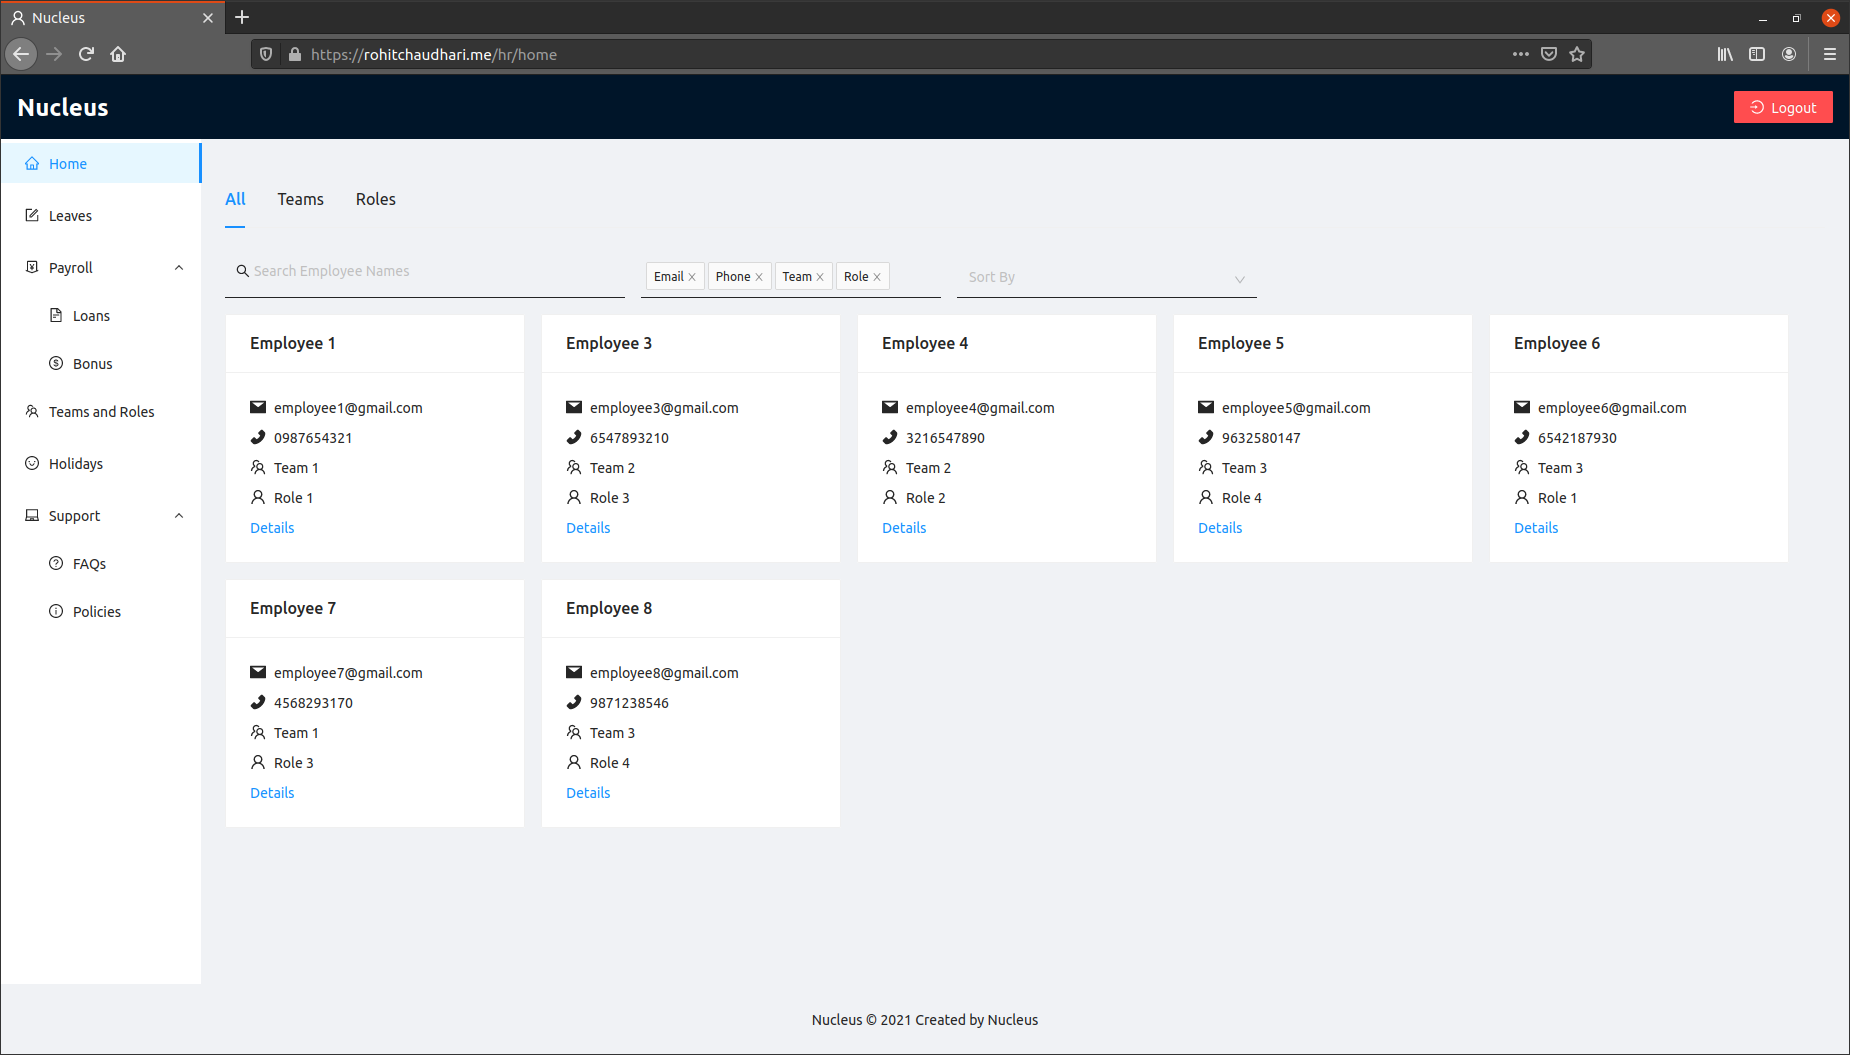 Nucleus
https://rohitchaudhari.me/hr/home
Nucleus
Logout
Home
Leaves
Payroll
Loans
Bonus
Teams and Roles
Holidays
Support
FAQs
Policies
All Teams Roles
Search Employee Names
Email Phone Team Role
Sort By
Employee 1
employee1@gmail.com
0987654321
Team 1
Role 1
Details
Employee 3
employee3@gmail.com
6547893210
Team 2
Role 3
Details
Employee 4
employee4@gmail.com
3216547890
Team 2
Role 2
Details
Employee 5
employee5@gmail.com
9632580147
Team 3
Role 4
Details
Employee 6
employee6@gmail.com
6542187930
Team 3
Role 1
Details
Employee 7
employee7@gmail.com
4568293170
Team 1
Role 3
Details
Employee 8
employee8@gmail.com
9871238546
Team 3
Role 4
Details
Nucleus © 2021 Created by Nucleus